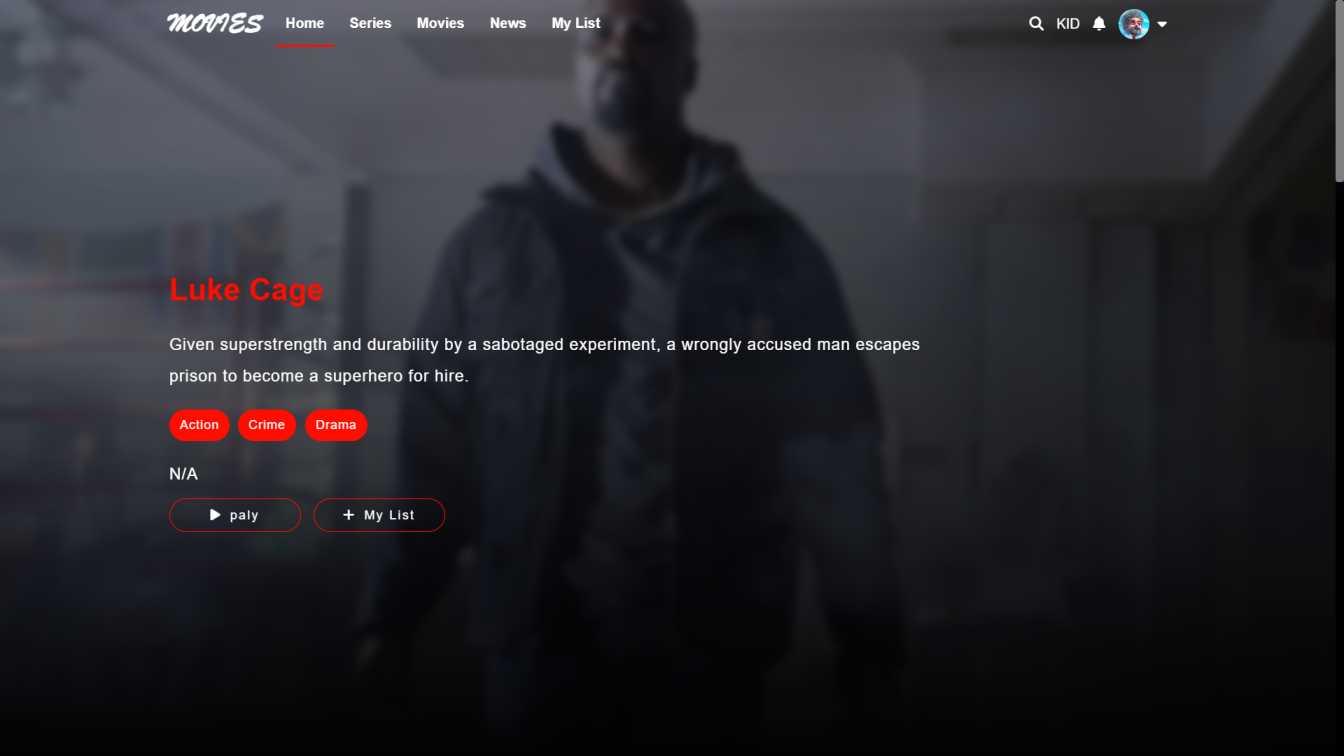 MOVIES Home Series Movies News My List KID
Luke Cage
Given superstrength and durability by a sabotaged experiment, a wrongly accused man escapes
prison to become a superhero for hire.
Action Crime Drama
N/A
paly My List